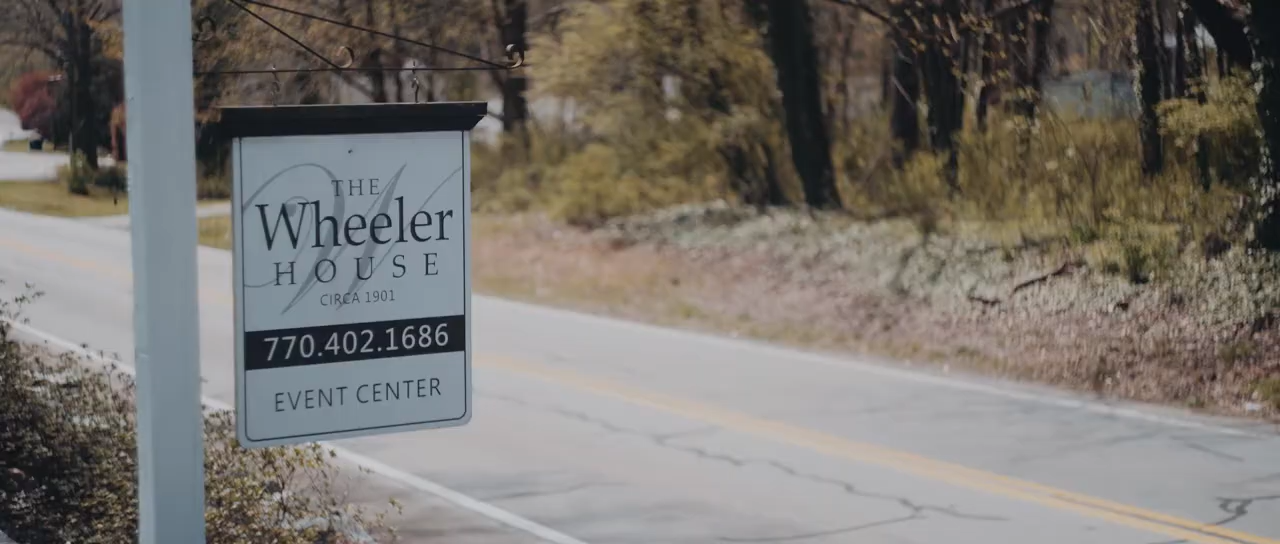 THE
Wheeler
HOUSE
CIRCA 1901
770.402.1686
EVENT CENTER